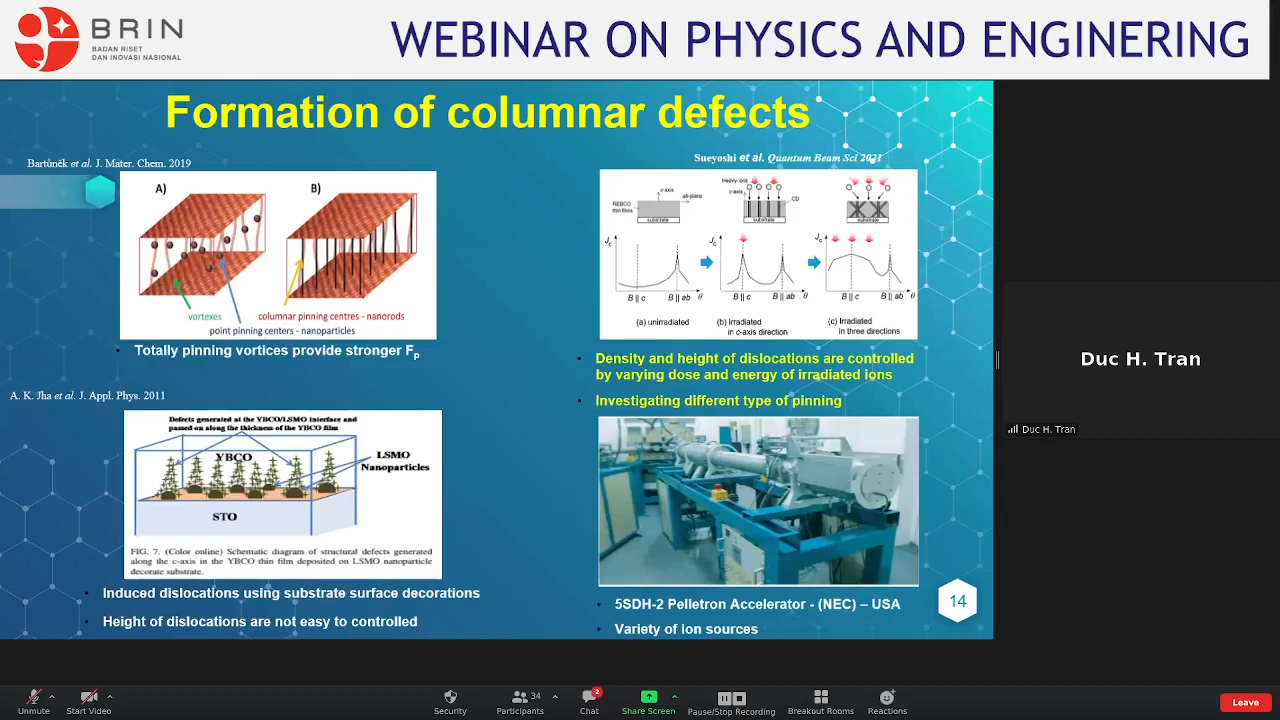 BRIN
BADAN RISET
DAN INOVASI NASIONAL
WEBINAR ON PHYSICS AND ENGINERING
Formation of columnar defects
Bartůněk et al. J. Mater. Chem. 2019
A)
B)
vortexes
columnar pinning centres - nanorods
point pinning centers - nanoparticles
Totally pinning vortices provide stronger Fp
A. K. Jha et al. J. Appl. Phys. 2011
Defects generated at the YBCO/LSMO interface and
passed on along the thickness of the YBCO film
YBCO
LSMO
Nanoparticles
STO
FIG. 7. (Color online) Schematic diagram of structural defects generated
along the c-axis in the YBCO thin film deposited on LSMO nanoparticle
decorate substrate.
Induced dislocations using substrate surface decorations
Height of dislocations are not easy to controlled
Sueyoshi et al. Quantum Beam Sci 2021
c-axis
ab-plane
REBCO
thin films
substrate
Heavy-ions
c-axis
CD
substrate
substrate
Jc
B || c
B || ab
θ
Jc
B || c
B || ab
θ
Jc
B || c
B || ab
θ
(a) unirradiated
(b) Irradiated
in c-axis direction
(c) Irradiated
in three directions
Density and height of dislocations are controlled
by varying dose and energy of irradiated ions
Investigating different type of pinning
5SDH-2 Pelletron Accelerator - (NEC) – USA
Variety of ion sources
14
Duc H. Tran
Duc H. Tran
Unmute
Start Video
Security
Participants
34
Chat
2
Share Screen
Pause/Stop Recording
Breakout Rooms
Reactions
Leave